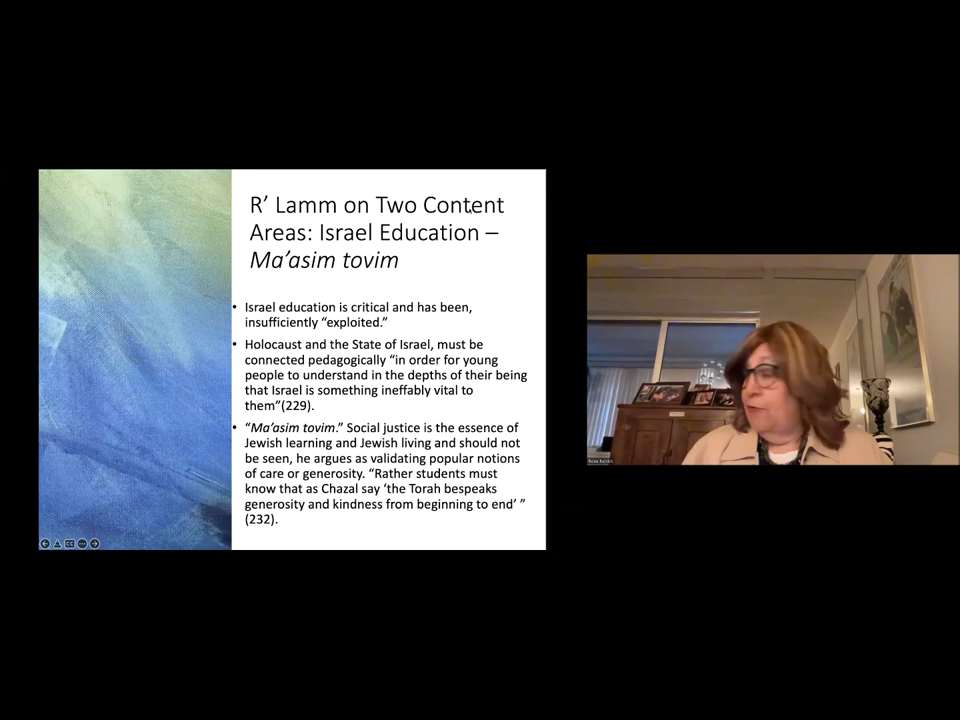 R’ Lamm on Two Content
Areas: Israel Education –
Ma’asim tovim
• Israel education is critical and has been,
insufficiently “exploited.”
• Holocaust and the State of Israel, must be
connected pedagogically “in order for young
people to understand in the depths of their being
that Israel is something ineffably vital to
them”(229).
• “Ma’asim tovim.” Social justice is the essence of
Jewish learning and Jewish living and should not
be seen, he argues as validating popular notions
of care or generosity. “Rather students must
know that as Chazal say ‘the Torah bespeaks
generosity and kindness from beginning to end’ ”
(232).